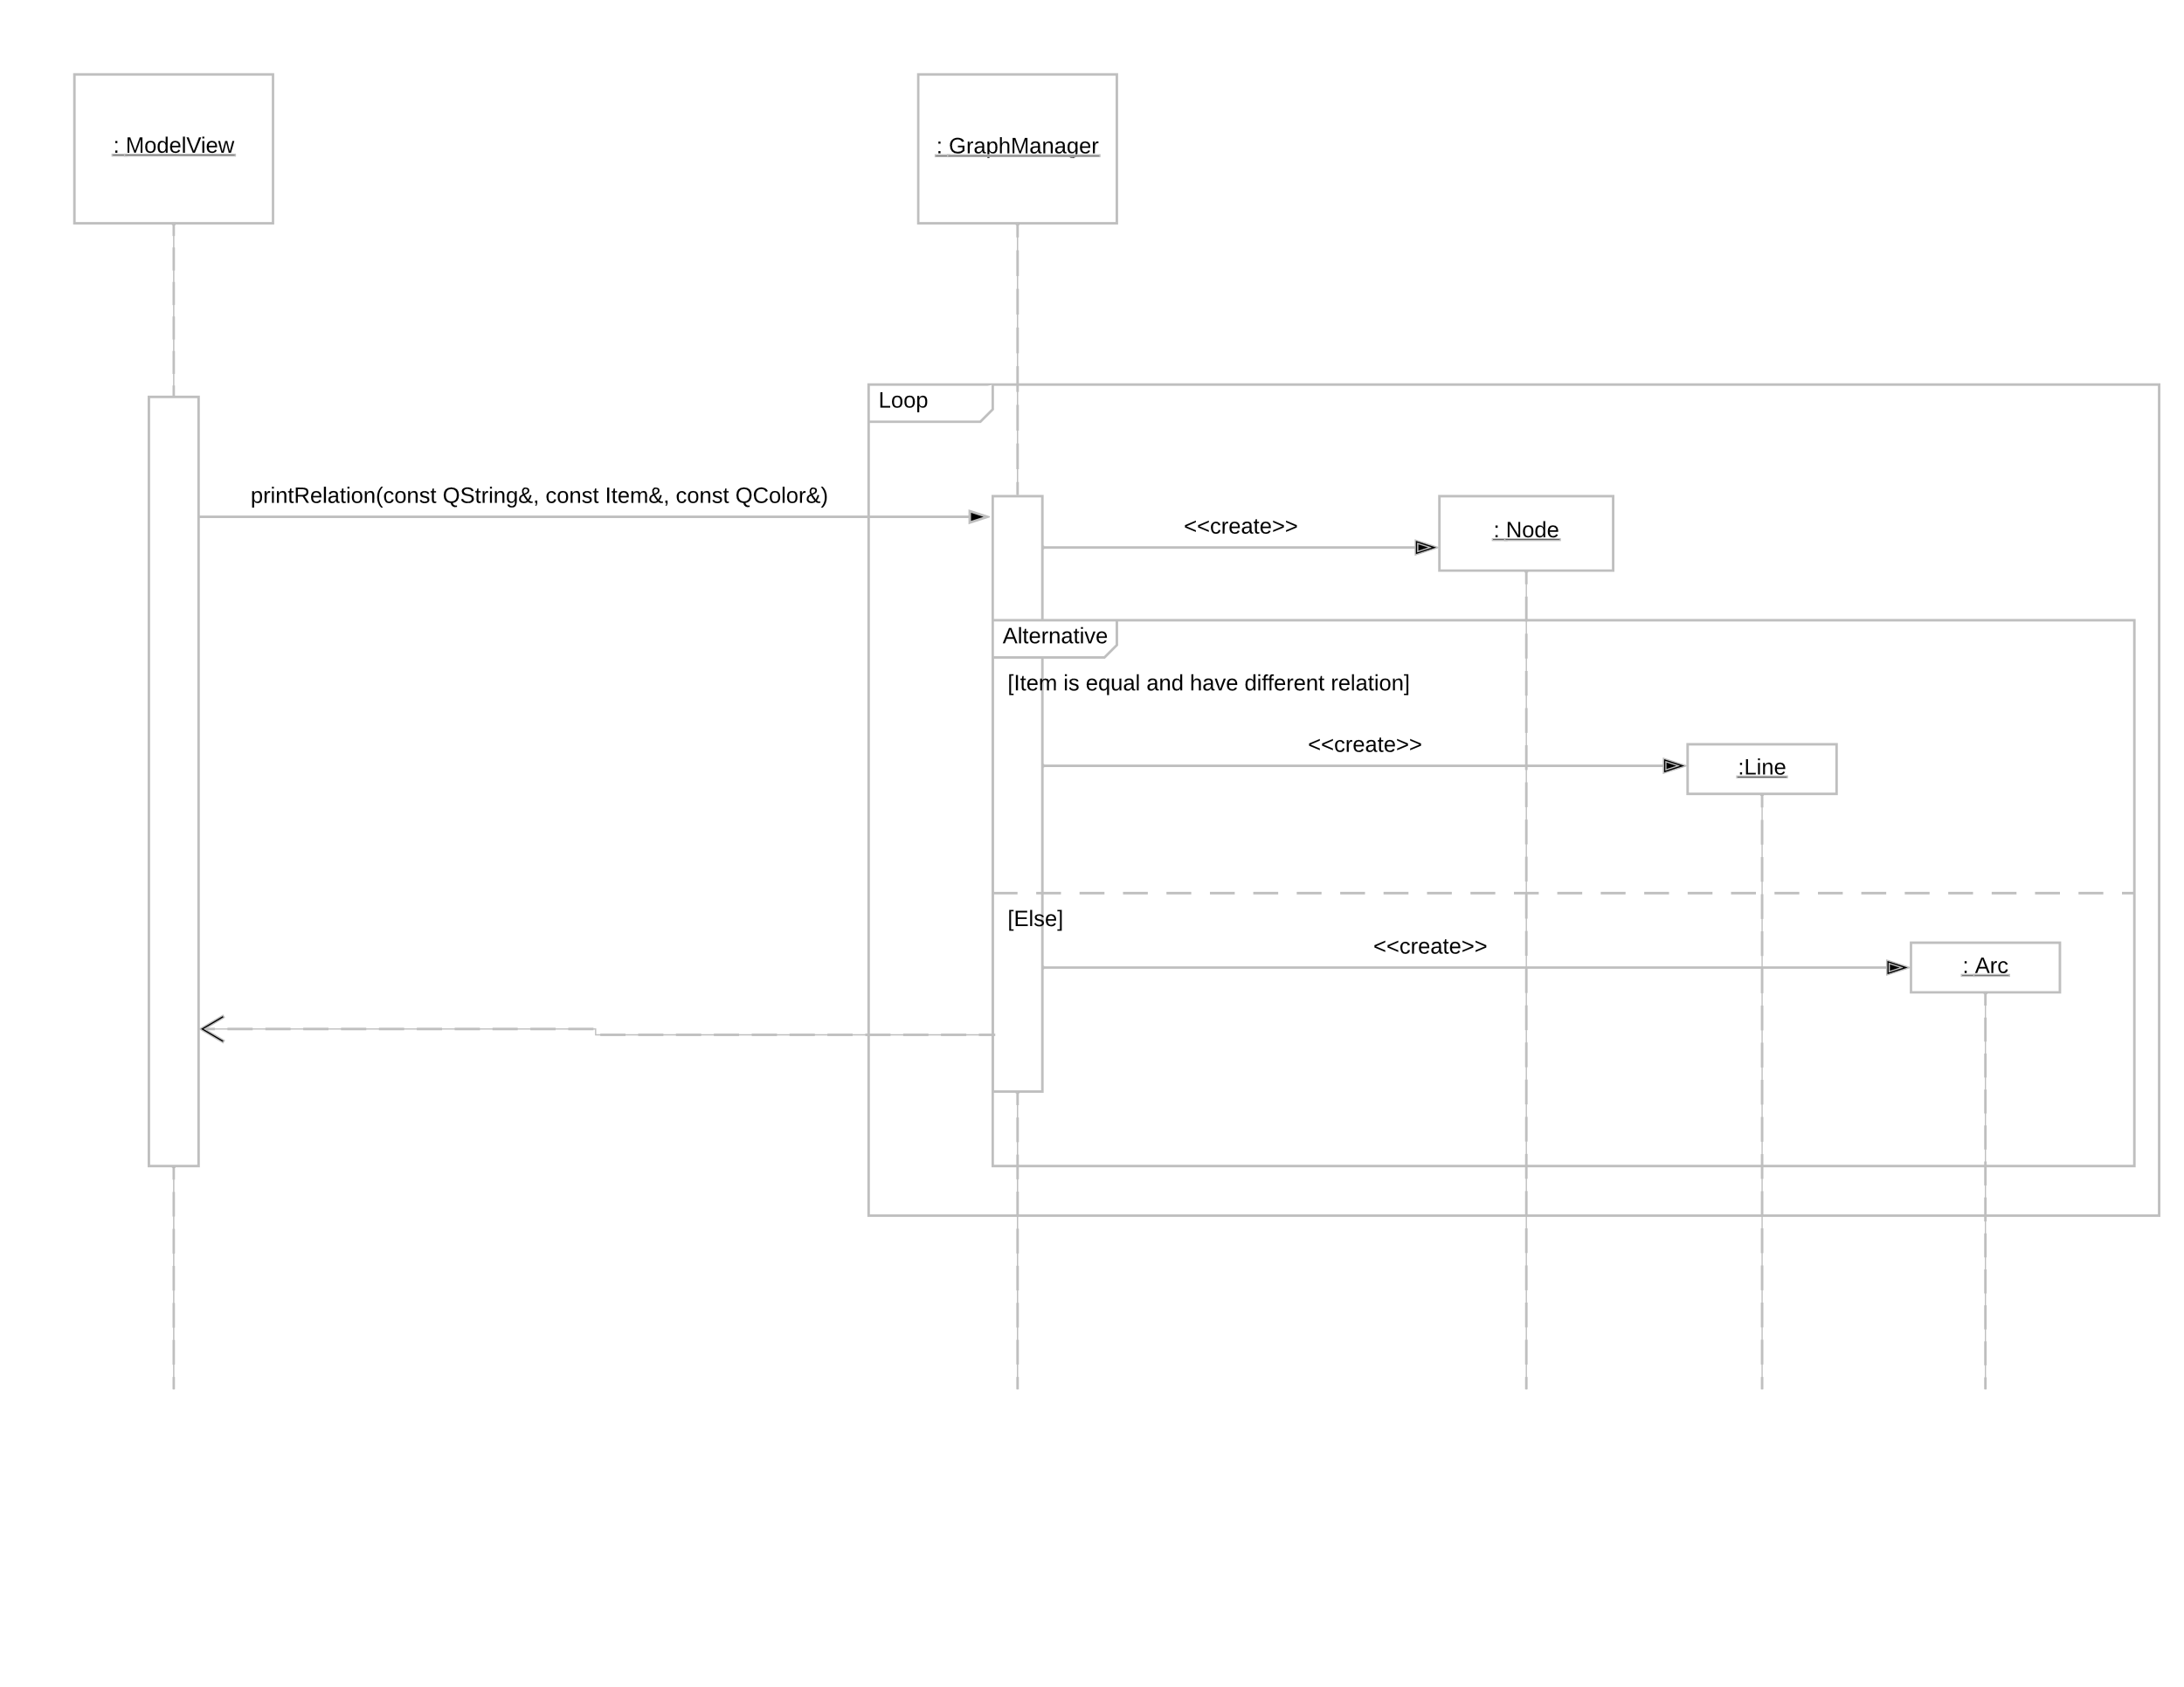 : ModelView
: GraphManager
Loop
printRelation(const QString&, const Item&, const QColor&)
<<create>>
: Node
Alternative
[Item is equal and have different relation]
<<create>>
:Line
[Else]
<<create>>
: Arc